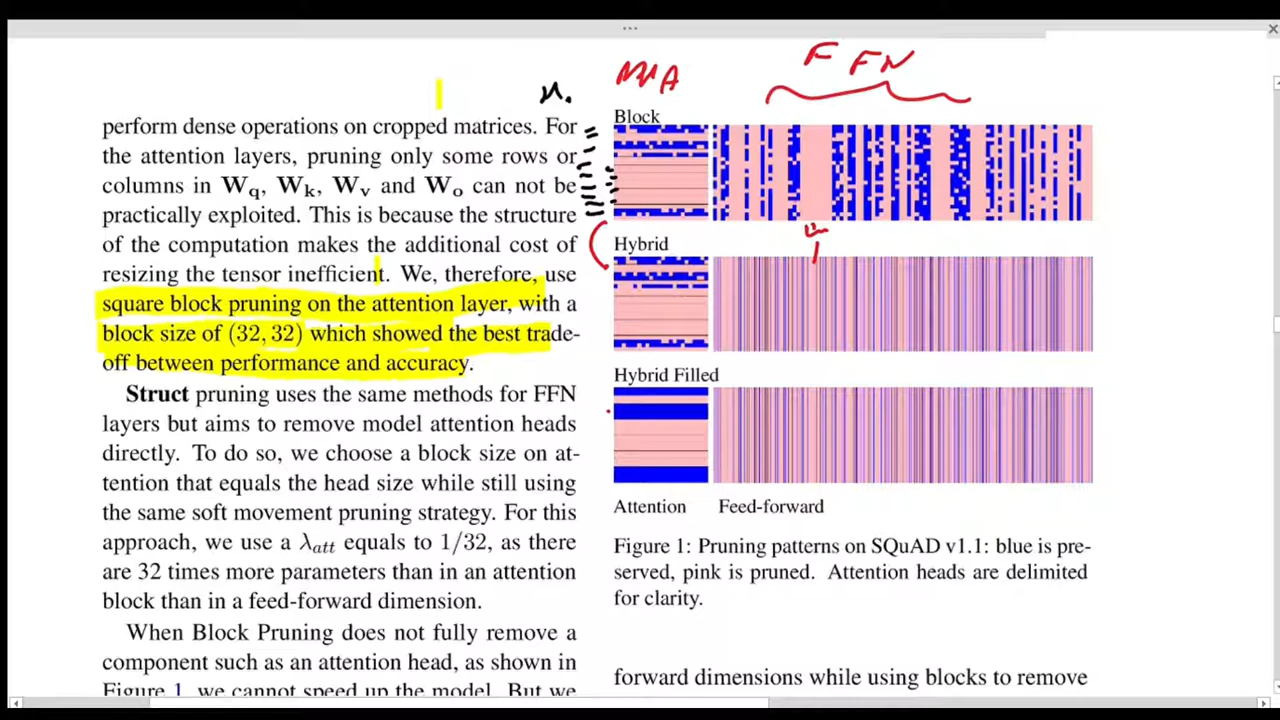 perform dense operations on cropped matrices. For
the attention layers, pruning only some rows or
columns in Wq, Wk, Wv and Wo can not be
practically exploited. This is because the structure
of the computation makes the additional cost of
resizing the tensor inefficient. We, therefore, use
square block pruning on the attention layer, with a
block size of (32, 32) which showed the best trade-
off between performance and accuracy.
Struct pruning uses the same methods for FFN
layers but aims to remove model attention heads
directly. To do so, we choose a block size on at-
tention that equals the head size while still using
the same soft movement pruning strategy. For this
approach, we use a λatt equals to 1/32, as there
are 32 times more parameters than in an attention
block than in a feed-forward dimension.
When Block Pruning does not fully remove a
component such as an attention head, as shown in
Figure 1, we cannot speed up the model. But we
FFN
Block
Hybrid
Hybrid Filled
Attention Feed-forward
Figure 1: Pruning patterns on SQuAD v1.1: blue is pre-
served, pink is pruned. Attention heads are delimited
for clarity.
forward dimensions while using blocks to remove